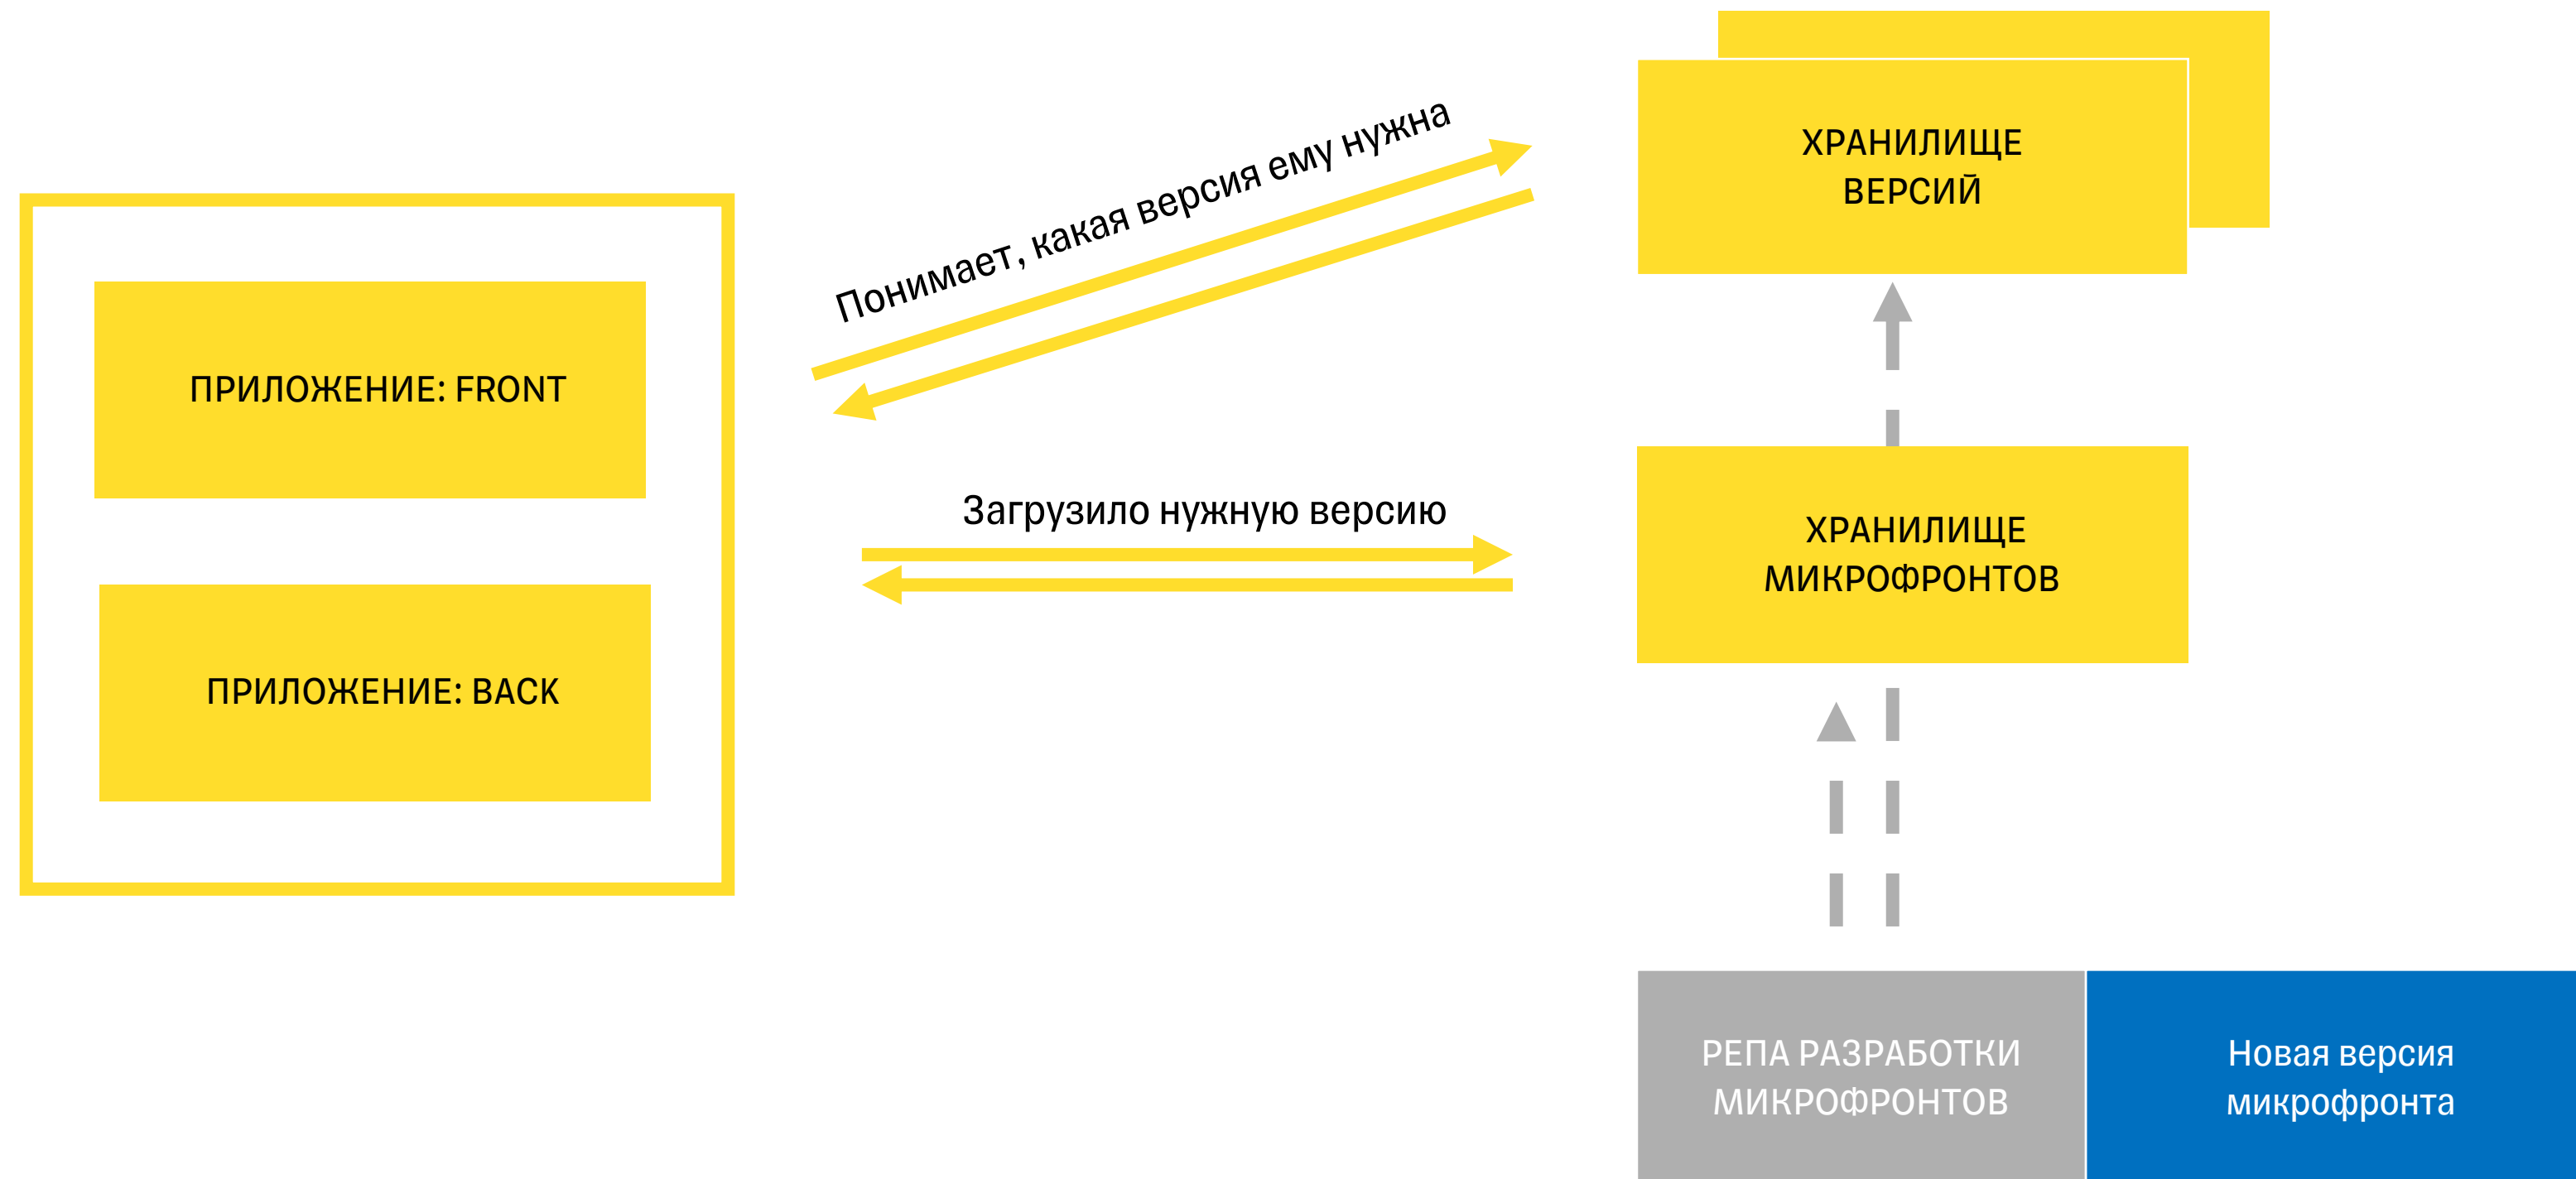 Понимает, какая версия ему нужна
ХРАНИЛИЩЕ
ВЕРСИЙ
ПРИЛОЖЕНИЕ: FRONT
Загрузило нужную версию
ХРАНИЛИЩЕ
МИКРОФРОНТОВ
ПРИЛОЖЕНИЕ: BACK
РЕПА РАЗРАБОТКИ
МИКРОФРОНТОВ
Новая версия
микрофронта